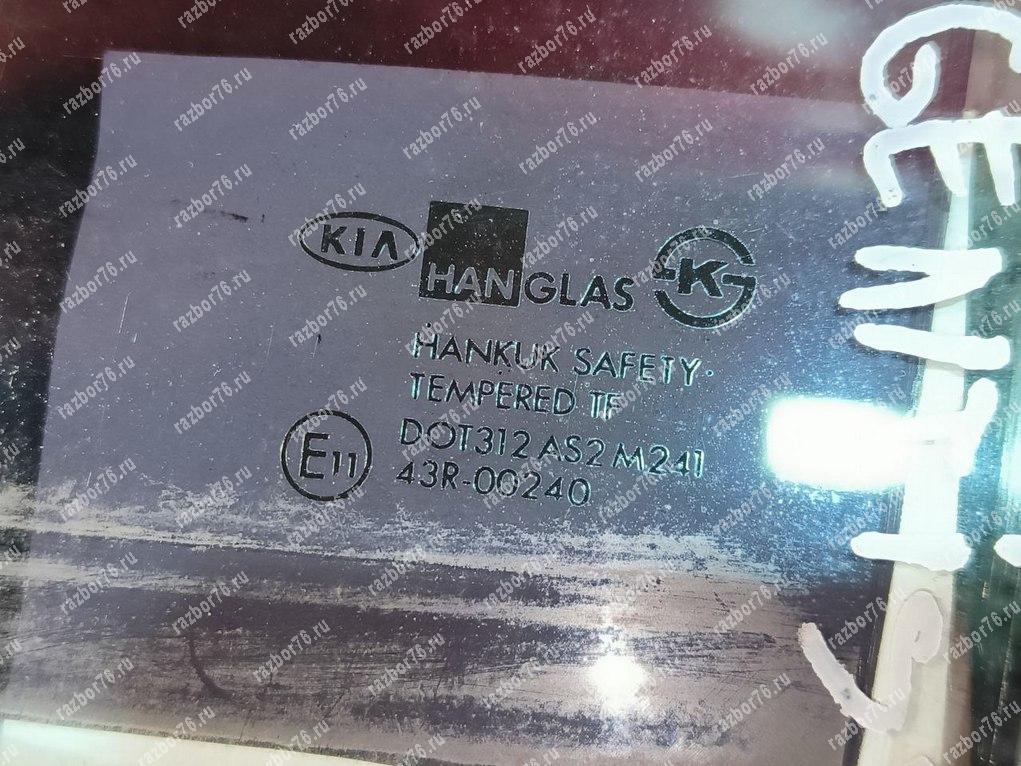 KIA HANGLAS K
HANKUK SAFETY
TEMPERED TF
DOT312 AS2 M241
E11 43R-00240
razbor76.ru